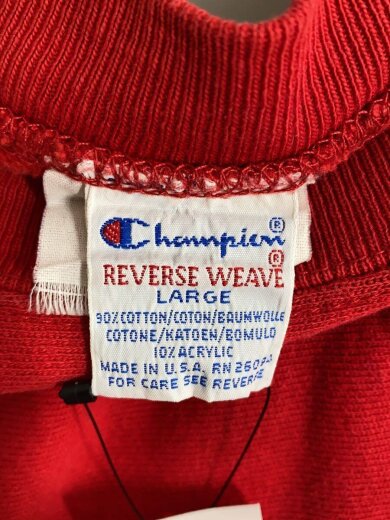 Champion®
REVERSE WEAVE®
LARGE
90% COTTON/COTON/BAUMWOLLE
COTONE/KATOEN/BOMULD
10% ACRYLIC
MADE IN U.S.A. RN 26094
FOR CARE SEE REVERSE